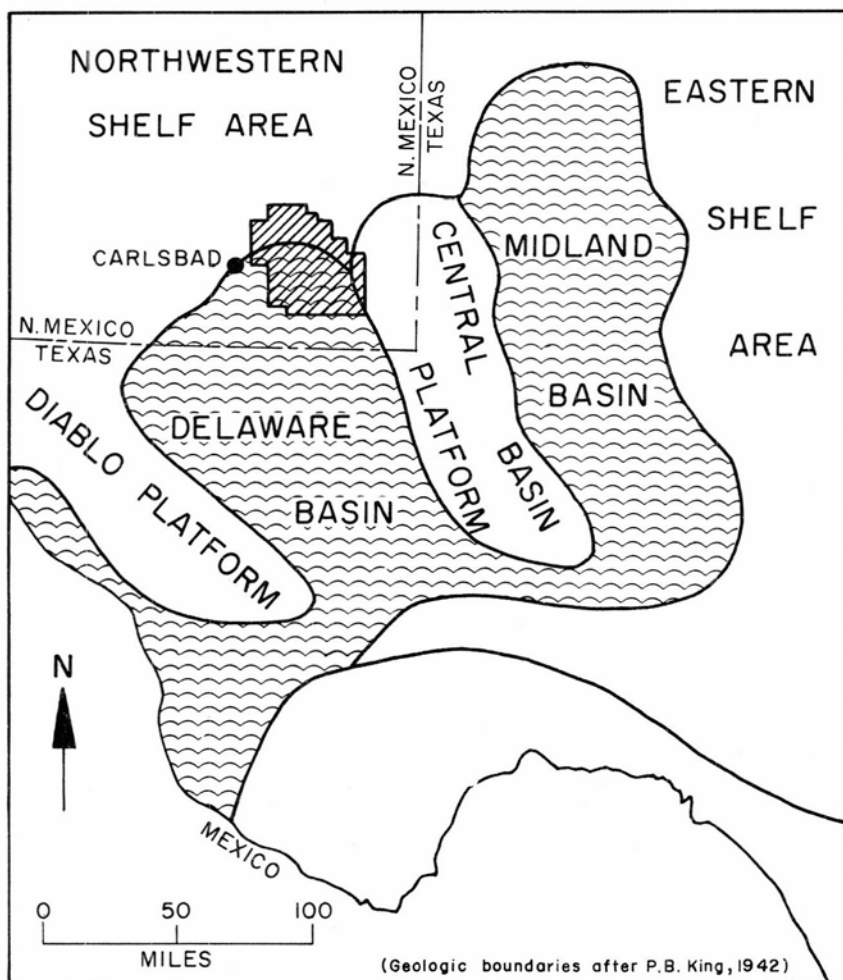 NORTHWESTERN
SHELF AREA
N. MEXICO
TEXAS
EASTERN
SHELF
AREA
CARLSBAD
N. MEXICO
TEXAS
CENTRAL
BASIN
PLATFORM
MIDLAND
BASIN
DIABLO PLATFORM
DELAWARE
BASIN
N
MEXICO
0 50 100
MILES
(Geologic boundaries after P.B. King, 1942)